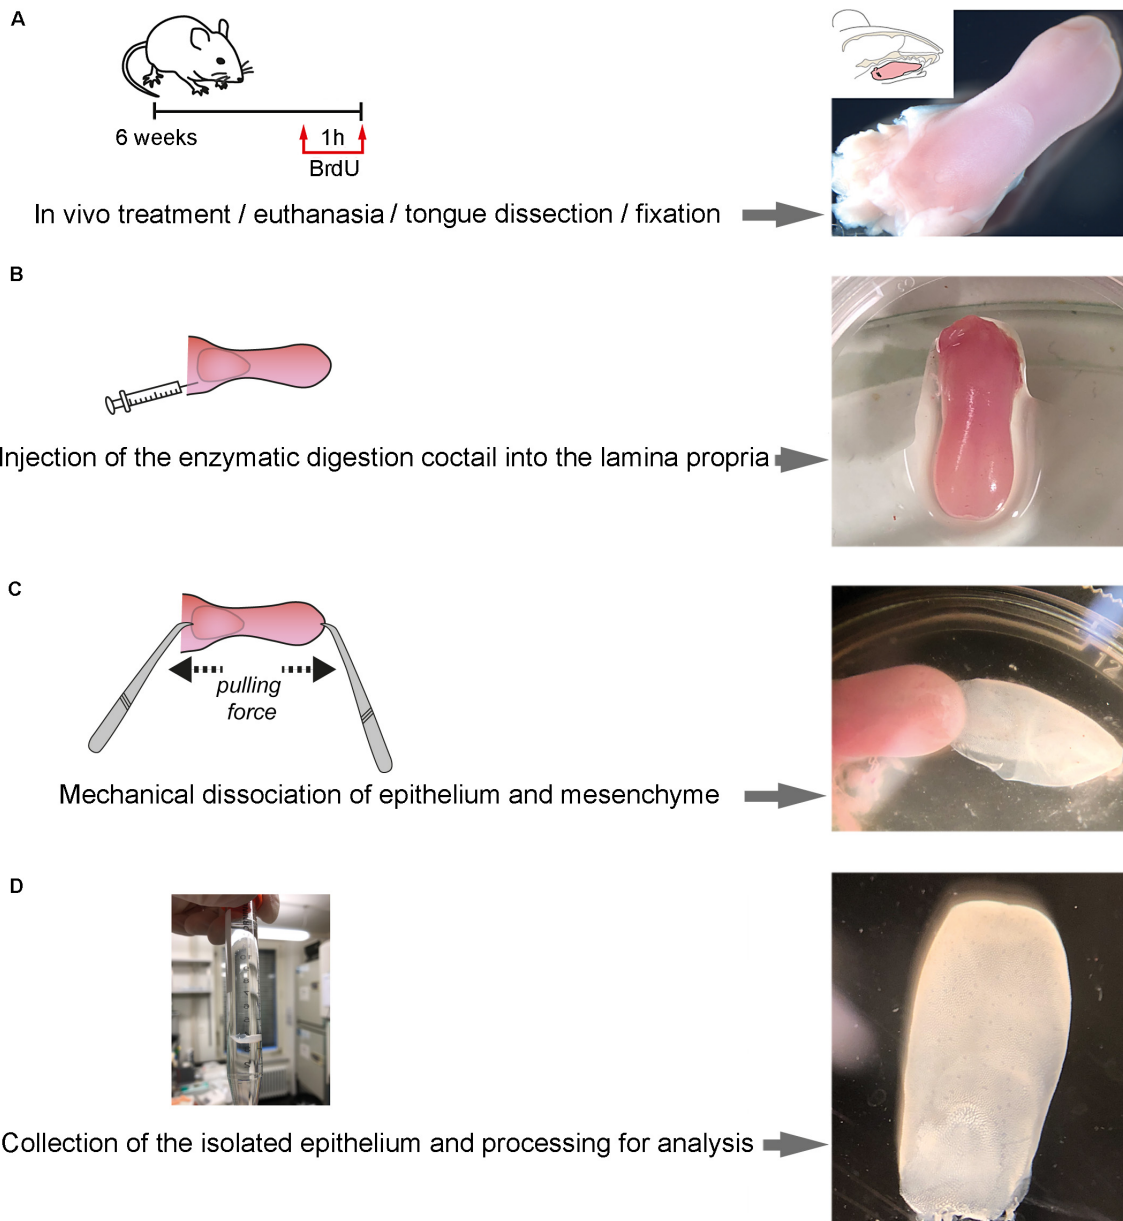 A
6 weeks
1h
BrdU
In vivo treatment / euthanasia / tongue dissection / fixation
B
Injection of the enzymatic digestion coctail into the lamina propria
C
pulling
force
12
Mechanical dissociation of epithelium and mesenchyme
D
Collection of the isolated epithelium and processing for analysis